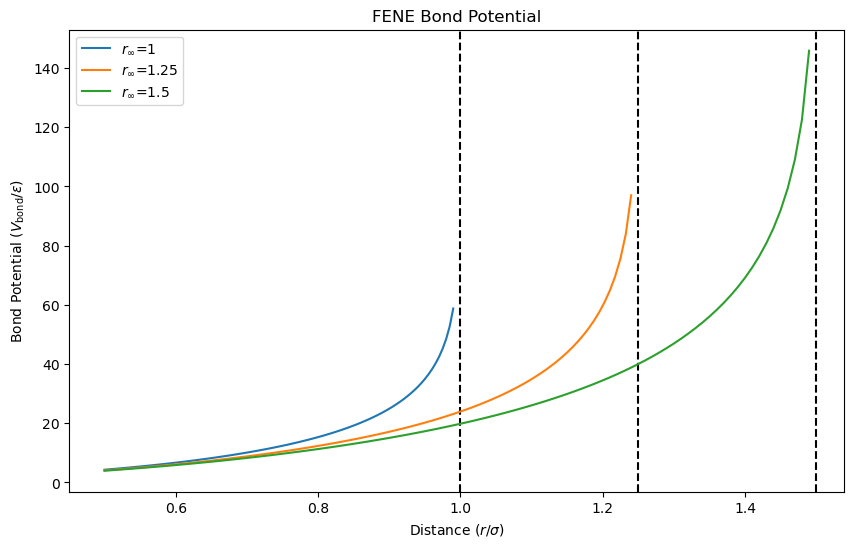 FENE Bond Potential
r∞=1
r∞=1.25
r∞=1.5
Bond Potential (Vbond/ϵ)
140
120
100
80
60
40
20
0
0.6 0.8 1.0 1.2 1.4
Distance (r/σ)